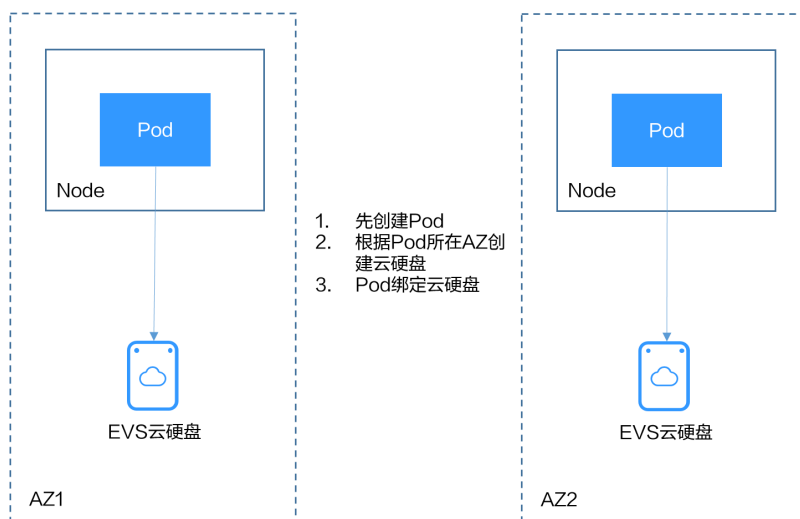 Pod
Node
EVS云硬盘
AZ1
1. 先创建Pod
2. 根据Pod所在AZ创
建云硬盘
3. Pod绑定云硬盘
Pod
Node
EVS云硬盘
AZ2